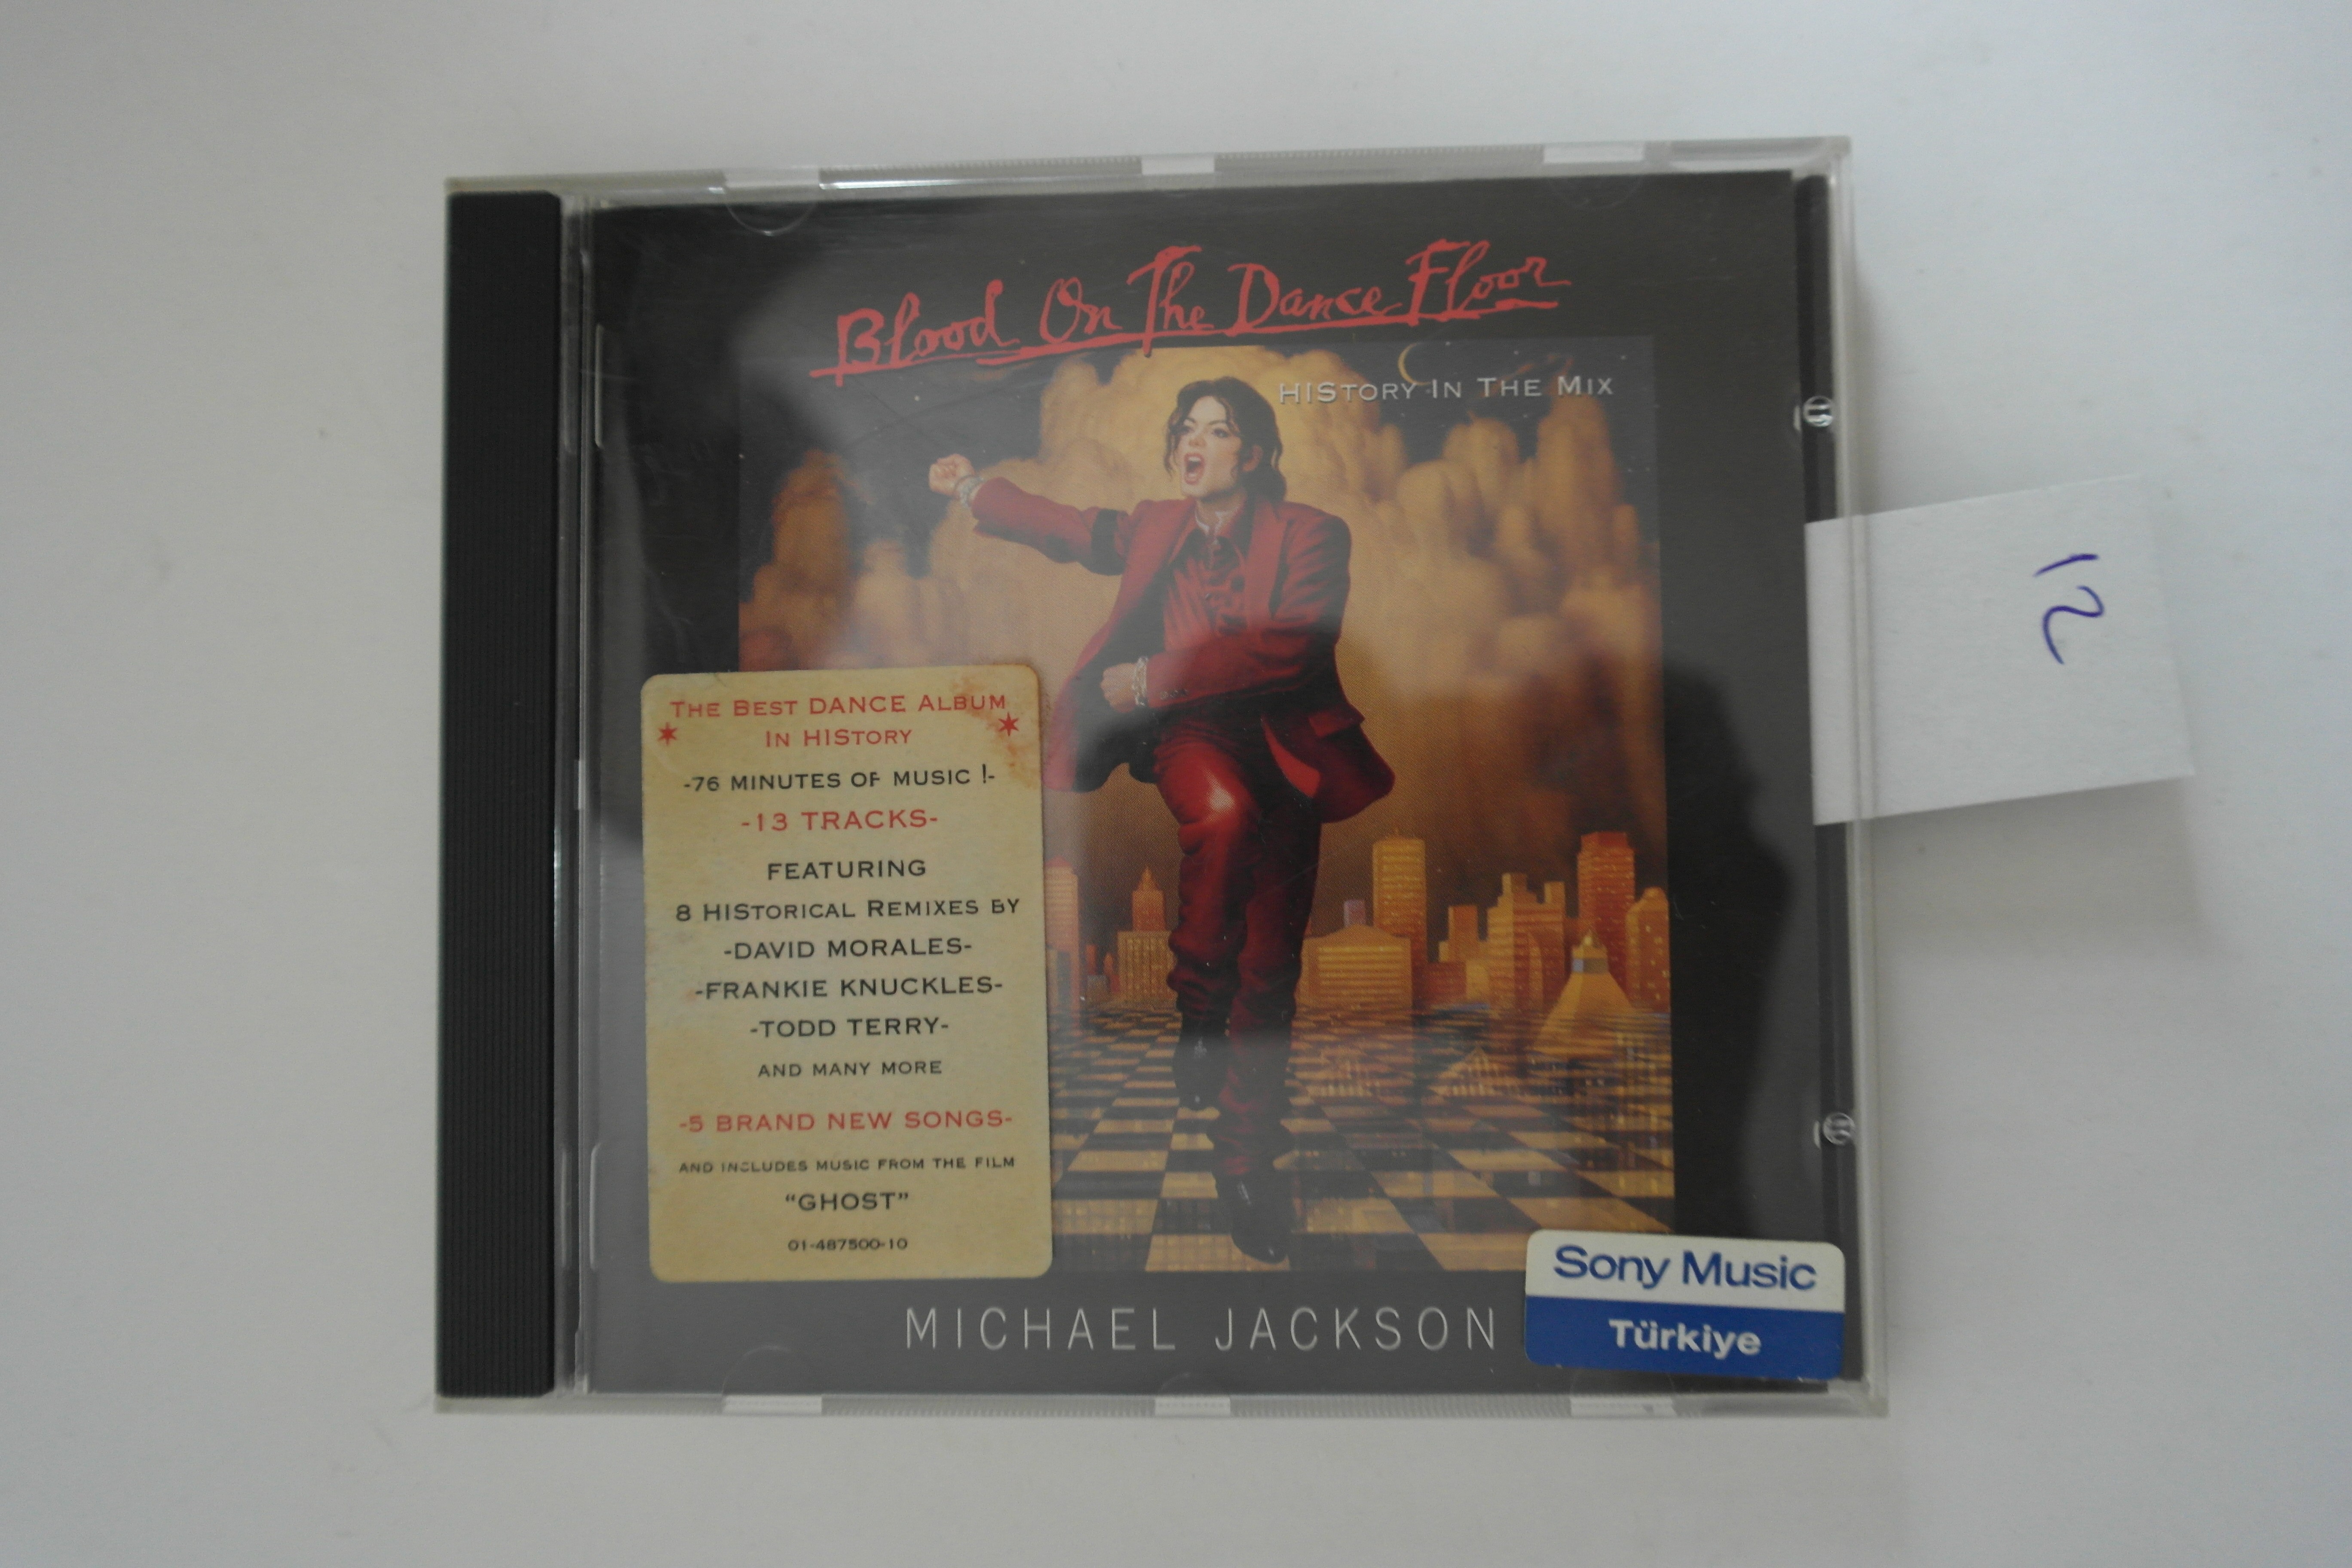 Blood On The Dance Floor
HIStory In The Mix
The Best DANCE Album
In HIStory
-76 MINUTES OF MUSIC !-
-13 TRACKS-
FEATURING
8 HIStorical Remixes by
-DAVID MORALES-
-FRANKIE KNUCKLES-
-TODD TERRY-
AND MANY MORE
-5 BRAND NEW SONGS-
AND INCLUDES MUSIC FROM THE FILM
“GHOST”
01-487500-10
MICHAEL JACKSON
Sony Music
Türkiye
12